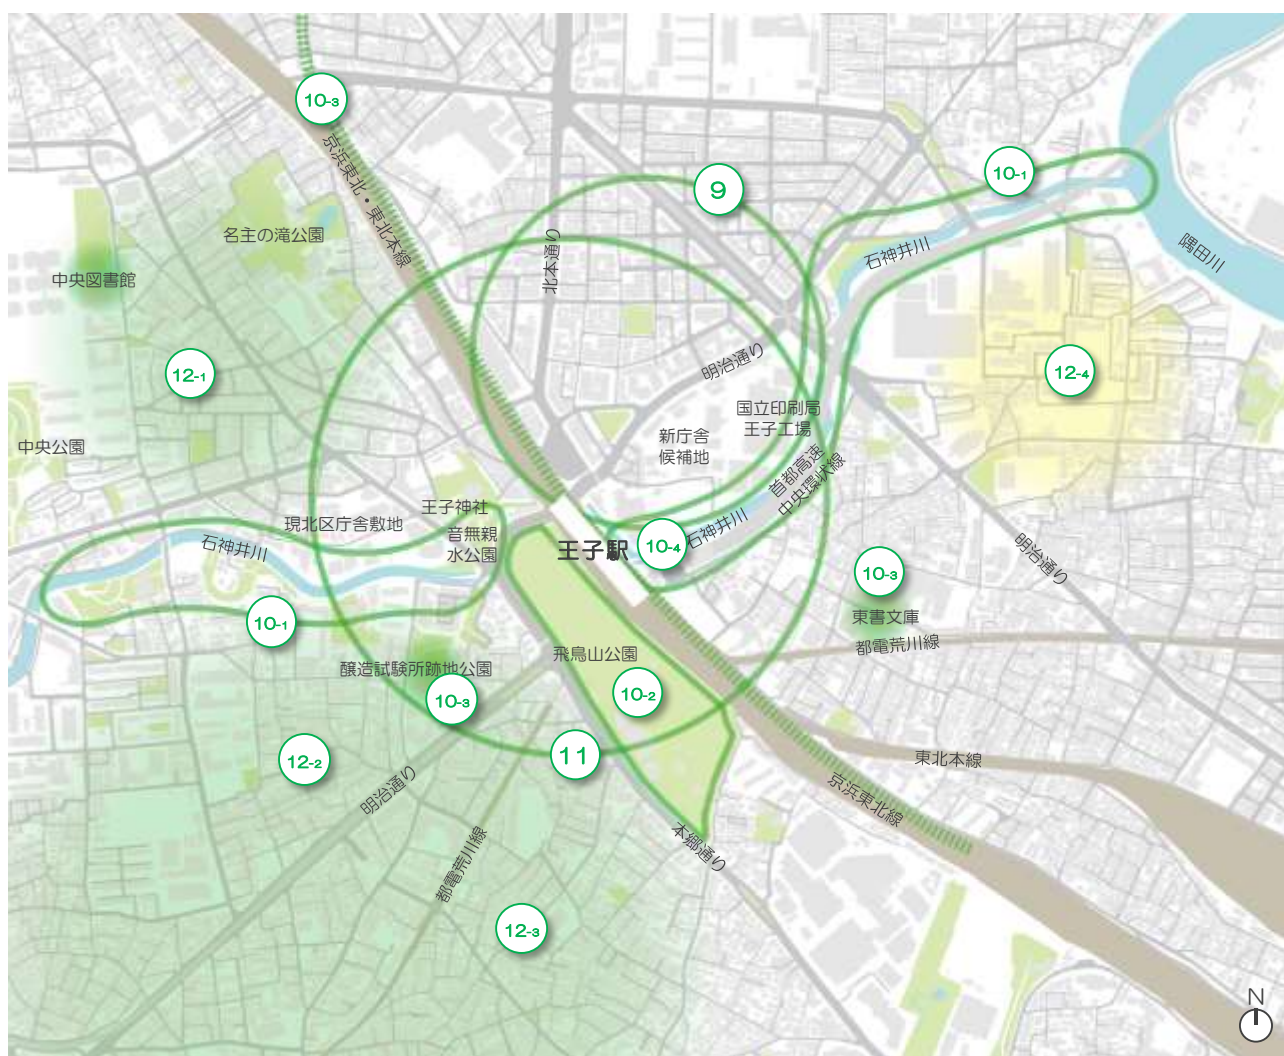 10-3
京浜東北・東北本線
9
10-1
名主の滝公園
北本通り
石神井川
隅田川
中央図書館
12-1
明治通り
12-4
国立印刷局
王子工場
新庁舎
候補地
中央公園
首都高速
中央環状線
王子神社
現北区庁舎敷地
音無親
水公園
石神井川
石神井川
王子駅
10-4
明治通り
10-3
東書文庫
都電荒川線
10-1
飛鳥山公園
醸造試験所跡地公園
10-2
10-3
11
12-2
東北本線
明治通り
京浜東北線
本郷通り
都電荒川線
12-3
N